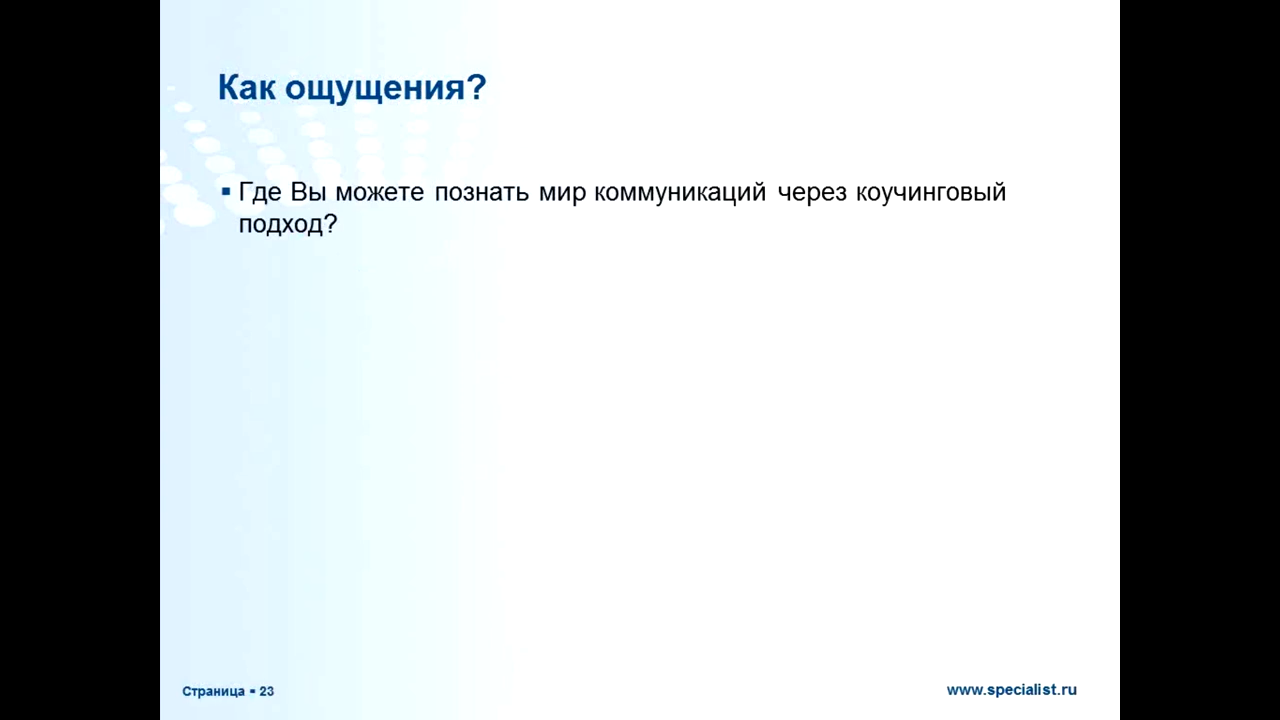 Как ощущения?
▪ Где Вы можете познать мир коммуникаций через коучинговый
подход?
Страница ▪ 23
www.specialist.ru